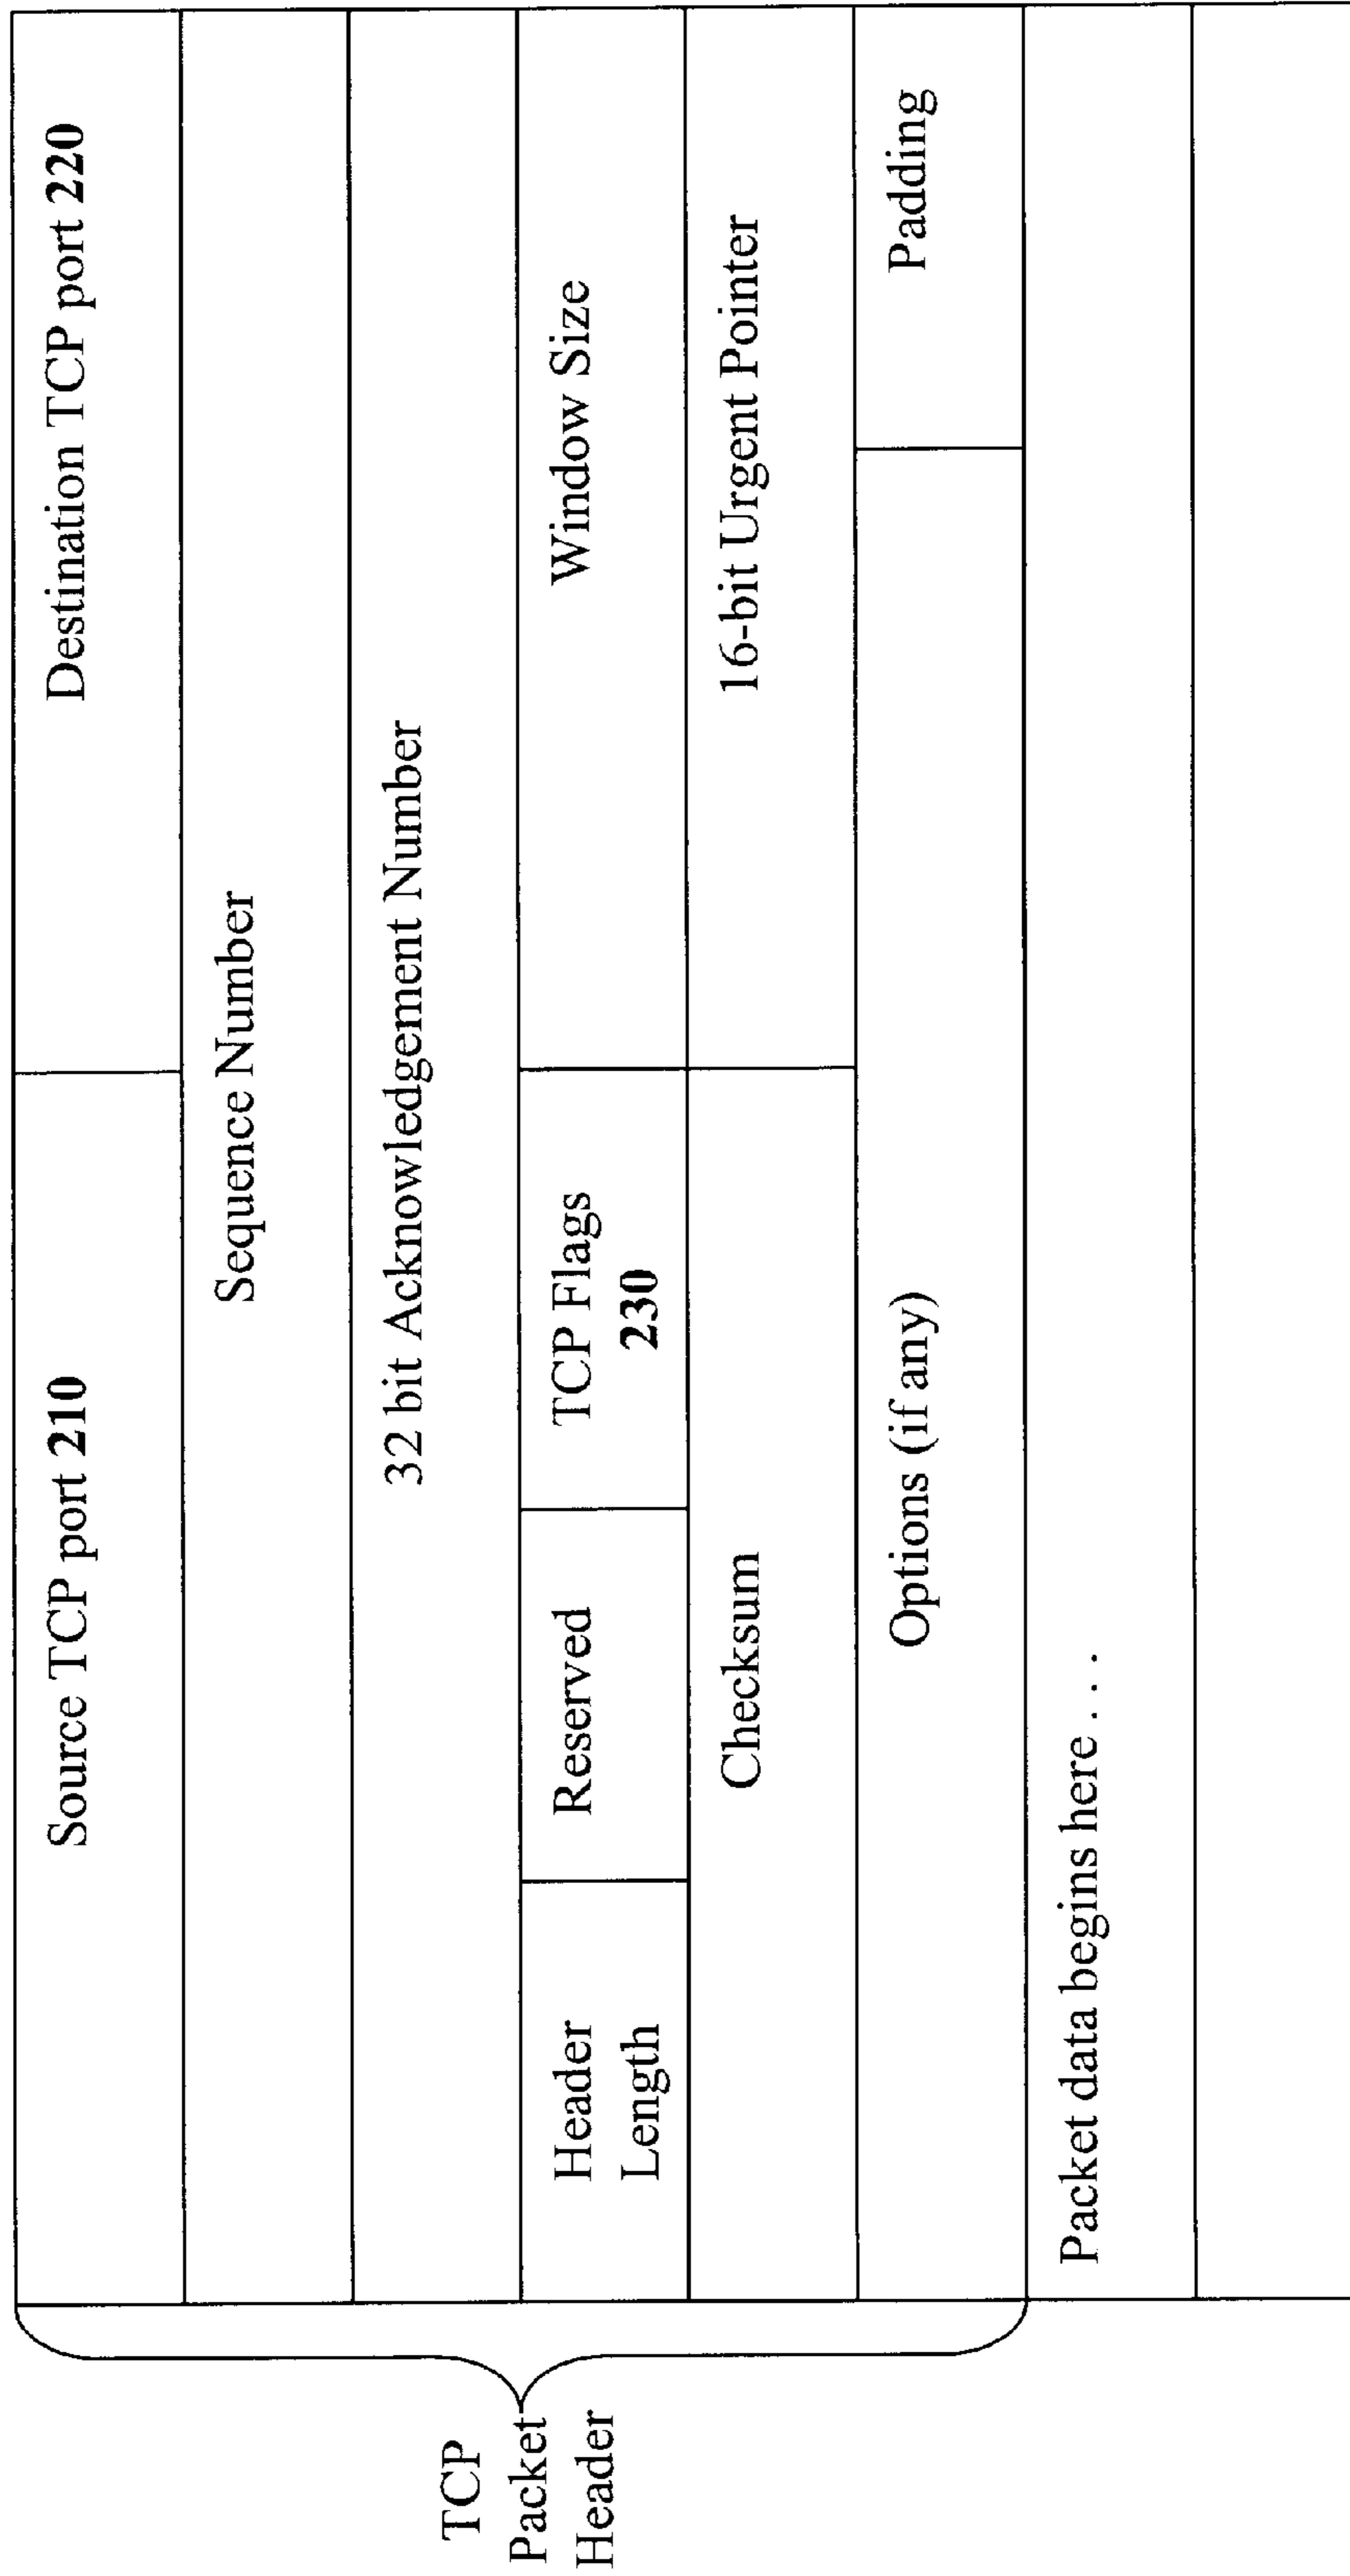 Source TCP port 210
Destination TCP port 220
Sequence Number
32 bit Acknowledgement Number
TCP
Packet
Header
Header
Length
Reserved
TCP Flags
230
Window Size
Checksum
16-bit Urgent Pointer
Options (if any)
Padding
Packet data begins here . . .